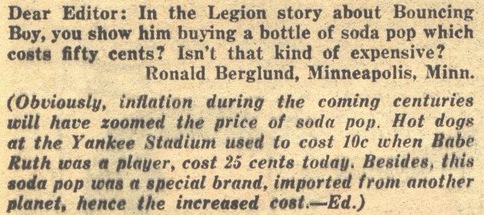 Dear Editor: In the Legion story about Bouncing
Boy, you show him buying a bottle of soda pop which
costs fifty cents? Isn't that kind of expensive?
Ronald Berglund, Minneapolis, Minn.
(Obviously, inflation during the coming centuries
will have zoomed the price of soda pop. Hot dogs
at the Yankee Stadium used to cost 10c when Babe
Ruth was a player, cost 25 cents today. Besides, this
soda pop was a special brand, imported from another
planet, hence the increased cost.—Ed.)